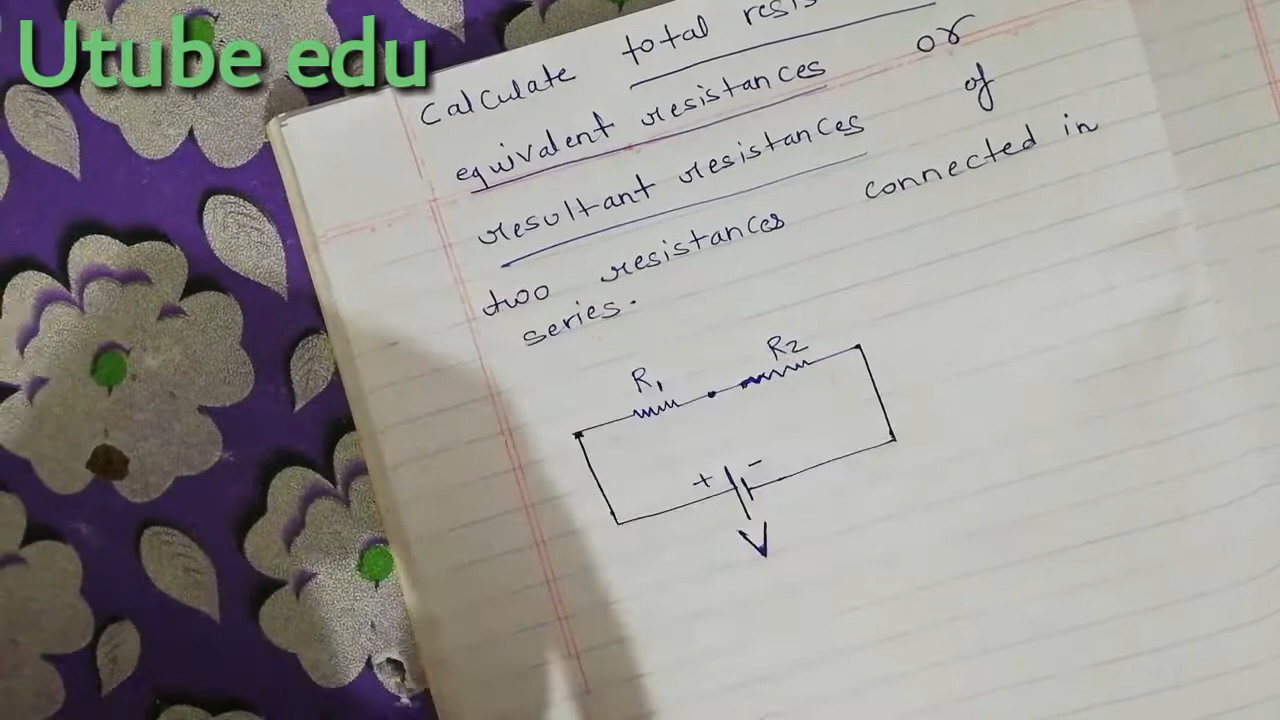 Utube edu
Calculate total
equivalent resistances or
resultant resistances of
two resistances connected in
series.
R1 R2
+ -
V